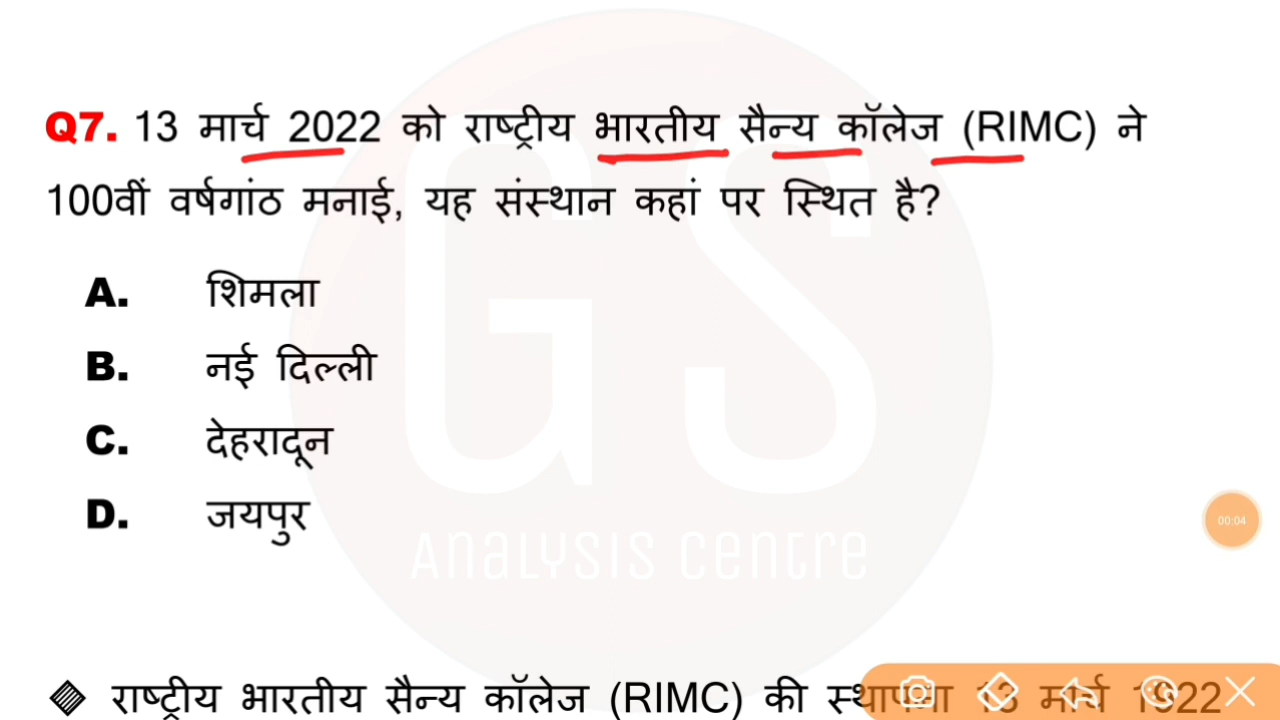 Q7. 13 मार्च 2022 को राष्ट्रीय भारतीय सैन्य कॉलेज (RIMC) ने
100वीं वर्षगांठ मनाई, यह संस्थान कहां पर स्थित है?
A. शिमला
B. नई दिल्ली
C. देहरादून
D. जयपुर
GS
Analysis Centre
00:04
राष्ट्रीय भारतीय सैन्य कॉलेज (RIMC) की स्थापना 13 मार्च 1922